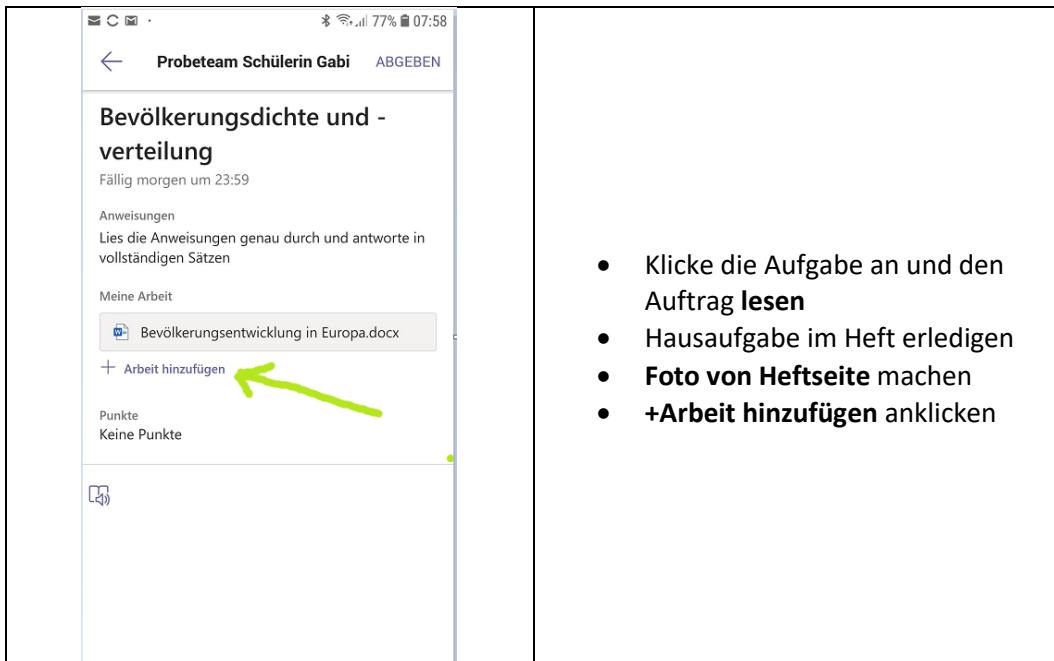 77% 07:58
Probeteam Schülerin Gabi ABGEBEN
Bevölkerungsdichte und -
verteilung
Fällig morgen um 23:59
Anweisungen
Lies die Anweisungen genau durch und antworte in
vollständigen Sätzen
Meine Arbeit
Bevölkerungsentwicklung in Europa.docx
+ Arbeit hinzufügen
Punkte
Keine Punkte
• Klicke die Aufgabe an und den
Auftrag lesen
• Hausaufgabe im Heft erledigen
• Foto von Heftseite machen
• +Arbeit hinzufügen anklicken